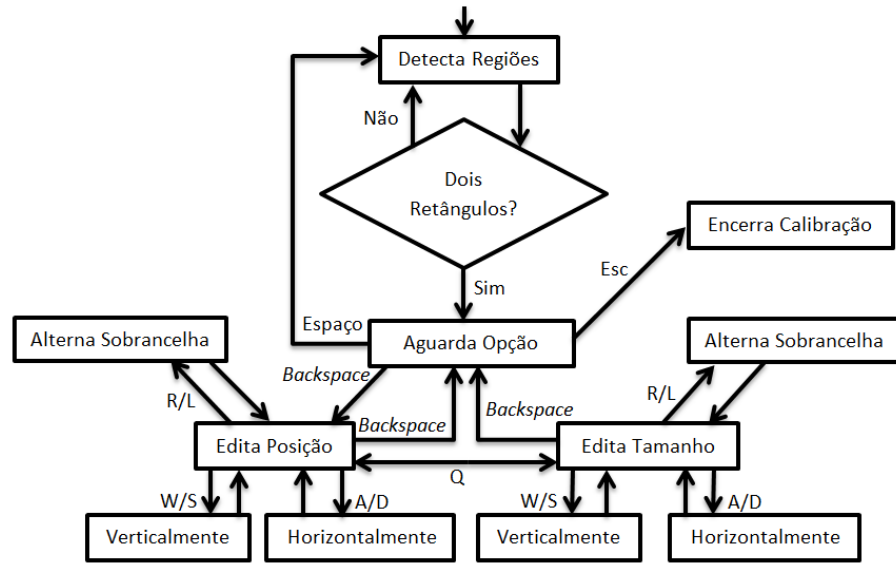 Detecta Regiões
Não
Dois
Retângulos?
Encerra Calibração
Esc
Sim
Espaço
Alterna Sobrancelha
Aguarda Opção
Alterna Sobrancelha
Backspace
R/L
Backspace
Backspace
R/L
Edita Posição
Edita Tamanho
Q
W/S
A/D
W/S
A/D
Verticalmente
Horizontalmente
Verticalmente
Horizontalmente